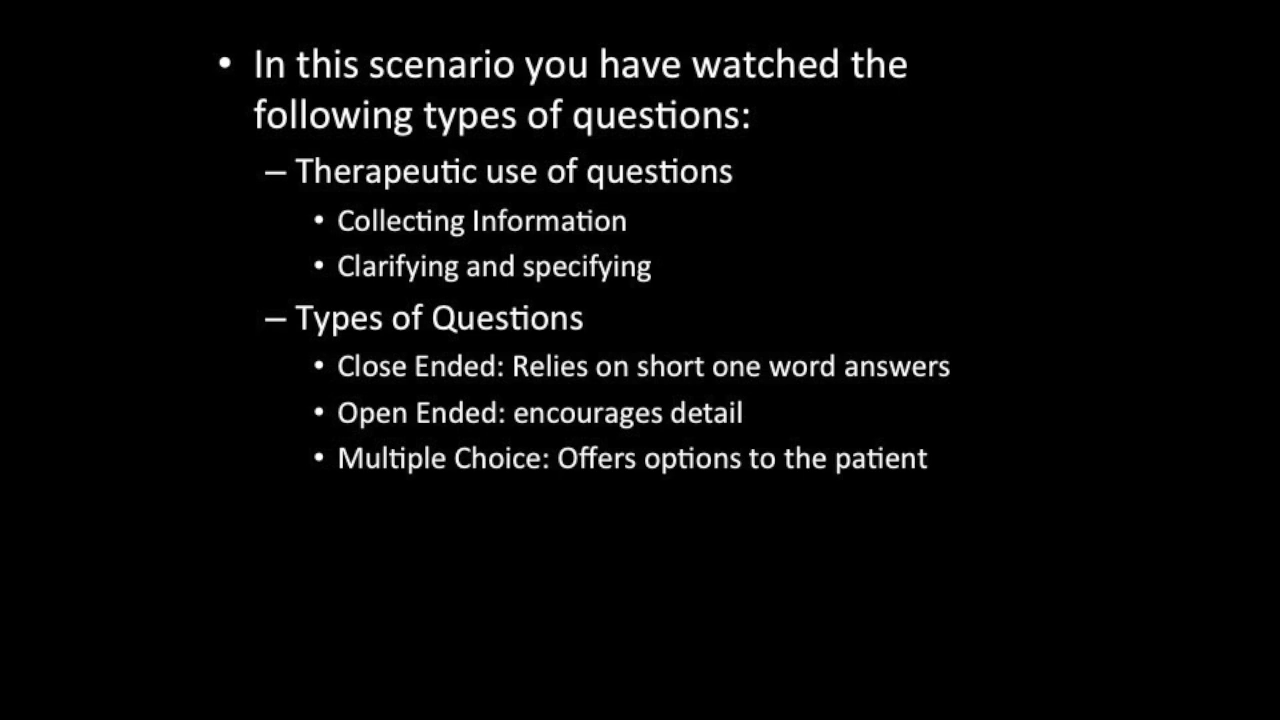 • In this scenario you have watched the
following types of questions:
– Therapeutic use of questions
• Collecting Information
• Clarifying and specifying
– Types of Questions
• Close Ended: Relies on short one word answers
• Open Ended: encourages detail
• Multiple Choice: Offers options to the patient